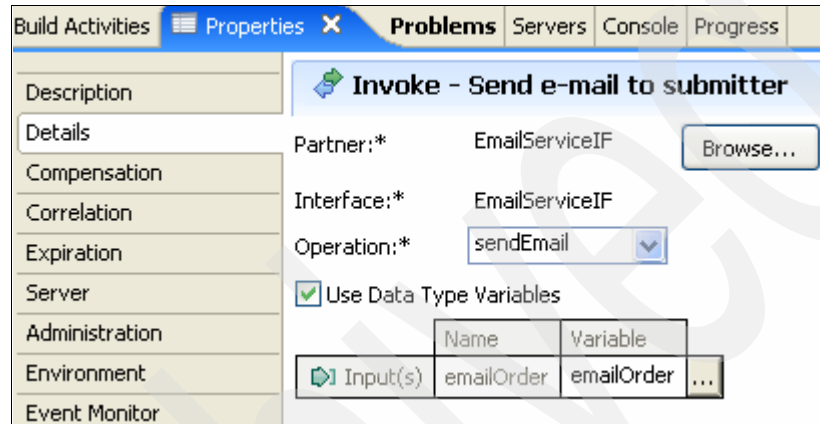 Build Activities Properties Problems Servers Console Progress
Invoke - Send e-mail to submitter
Description
Details
Compensation
Correlation
Expiration
Server
Administration
Environment
Event Monitor
Partner:* EmailServiceIF Browse...
Interface:* EmailServiceIF
Operation:* sendEmail
Use Data Type Variables
Name Variable
Input(s) emailOrder emailOrder ...